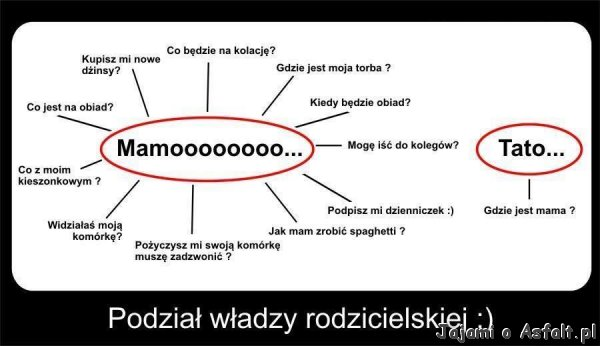 Co będzie na kolację?
Kupisz mi nowe
dżinsy?
Gdzie jest moja torba ?
Co jest na obiad?
Kiedy będzie obiad?
Mamoooooooo...
Mogę iść do kolegów?
Tato...
Co z moim
kieszonkowym ?
Podpisz mi dzienniczek :)
Gdzie jest mama ?
Widziałaś moją
komórkę?
Jak mam zrobić spaghetti ?
Pożyczysz mi swoją komórkę
muszę zadzwonić ?
Podział władzy rodzicielskiej :)
Jajami o Asfalt.pl